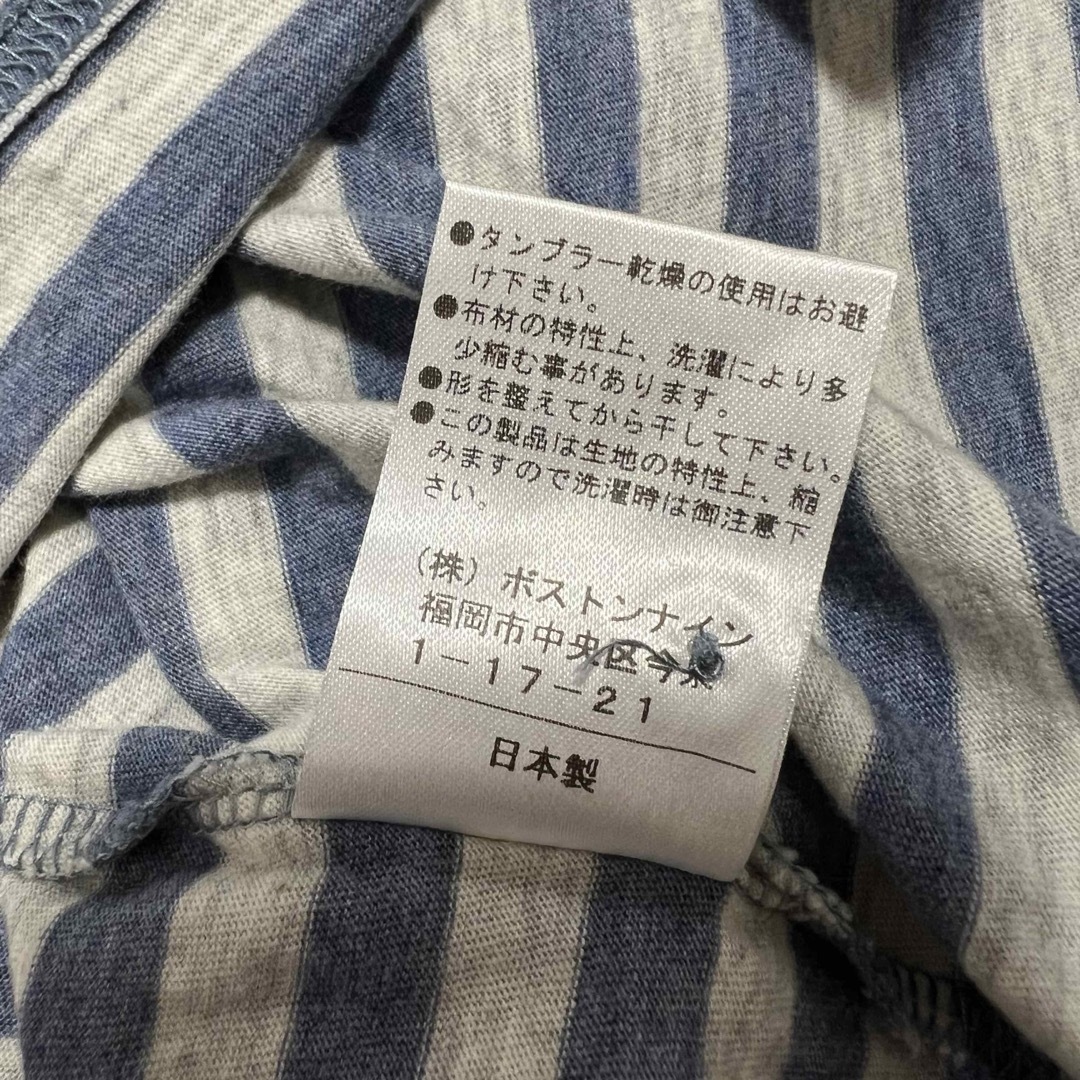 ●タンブラー乾燥の使用はお避
け下さい。
●布材の特性上、洗濯により多
少縮む事があります。
●形を整えてから干して下さい。
●この製品は生地の特性上、縮
みますので洗濯時は御注意下
さい。
(株) ボストンナイン
福岡市中央区今泉
1-17-21
日本製